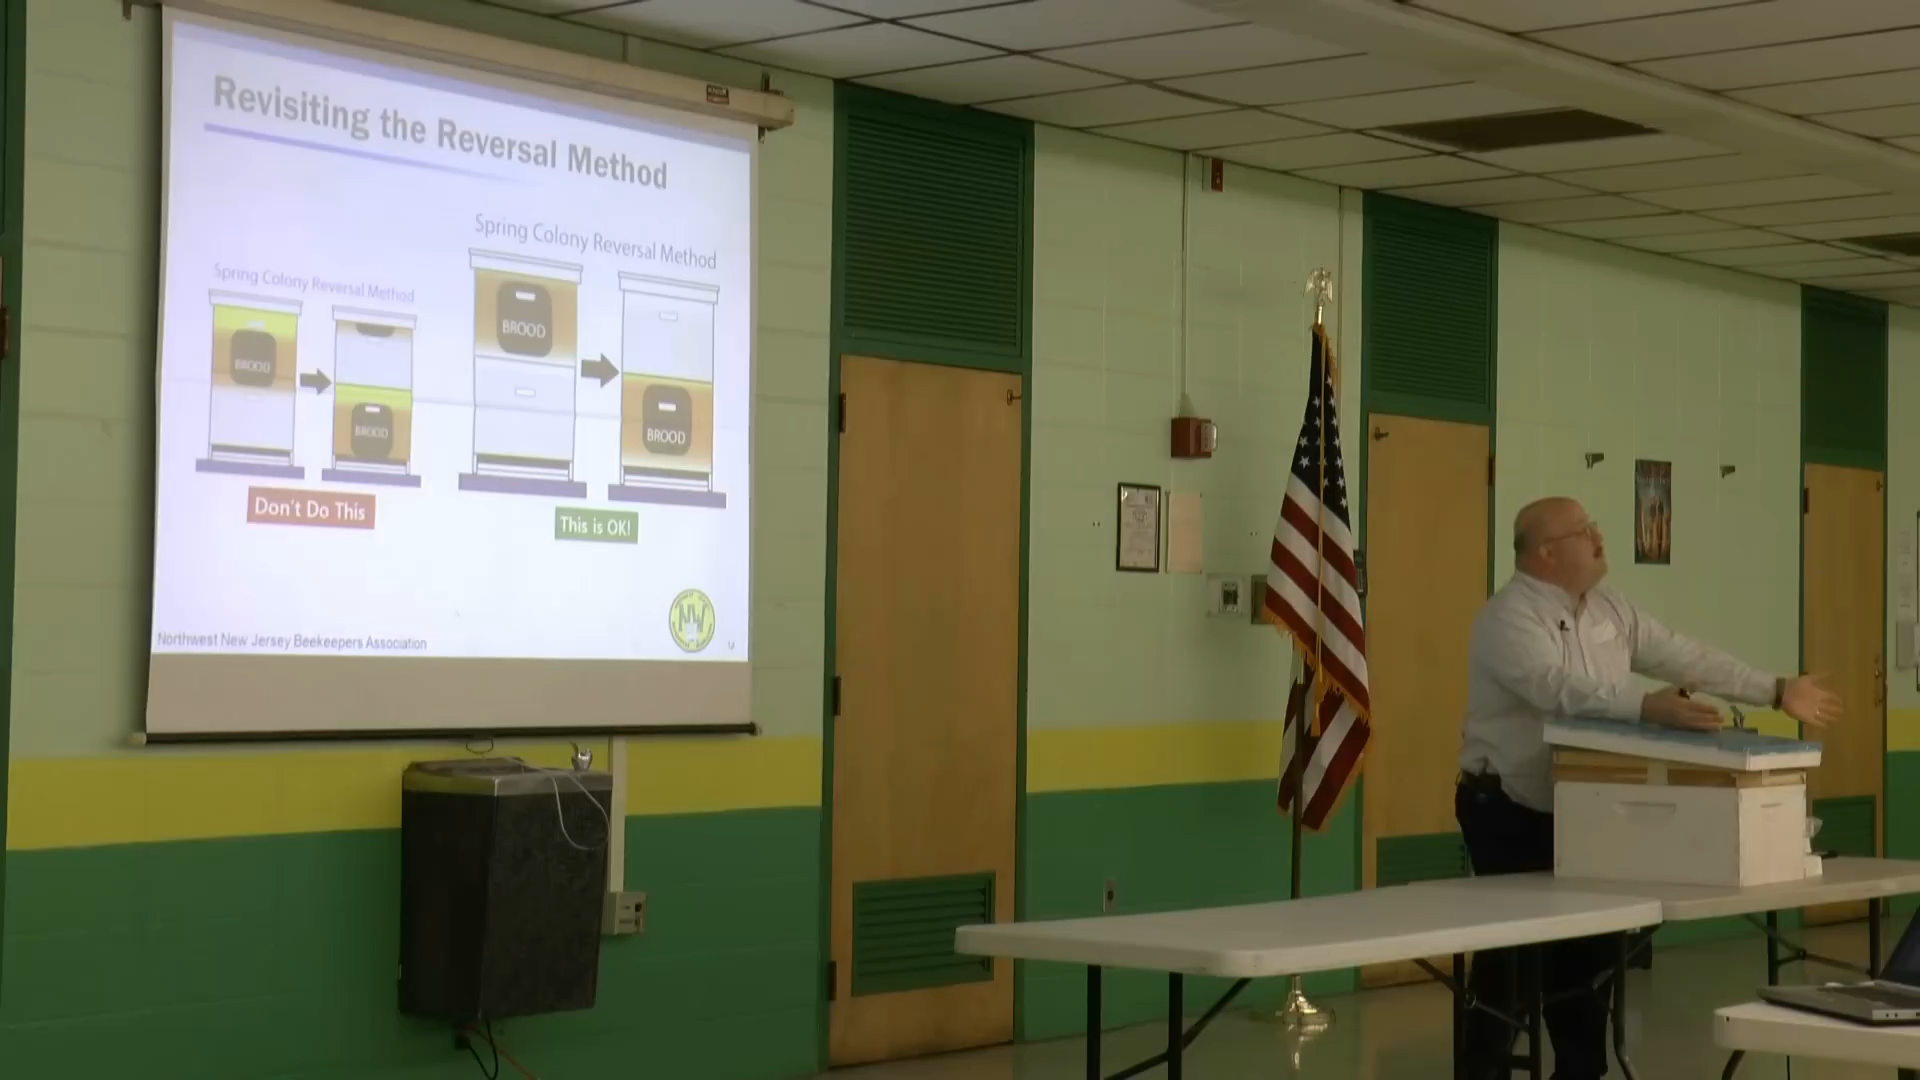 Revisiting the Reversal Method
Spring Colony Reversal Method
BROOD
BROOD
Don't Do This
Spring Colony Reversal Method
BROOD
BROOD
This is OK!
Northwest New Jersey Beekeepers Association
NW